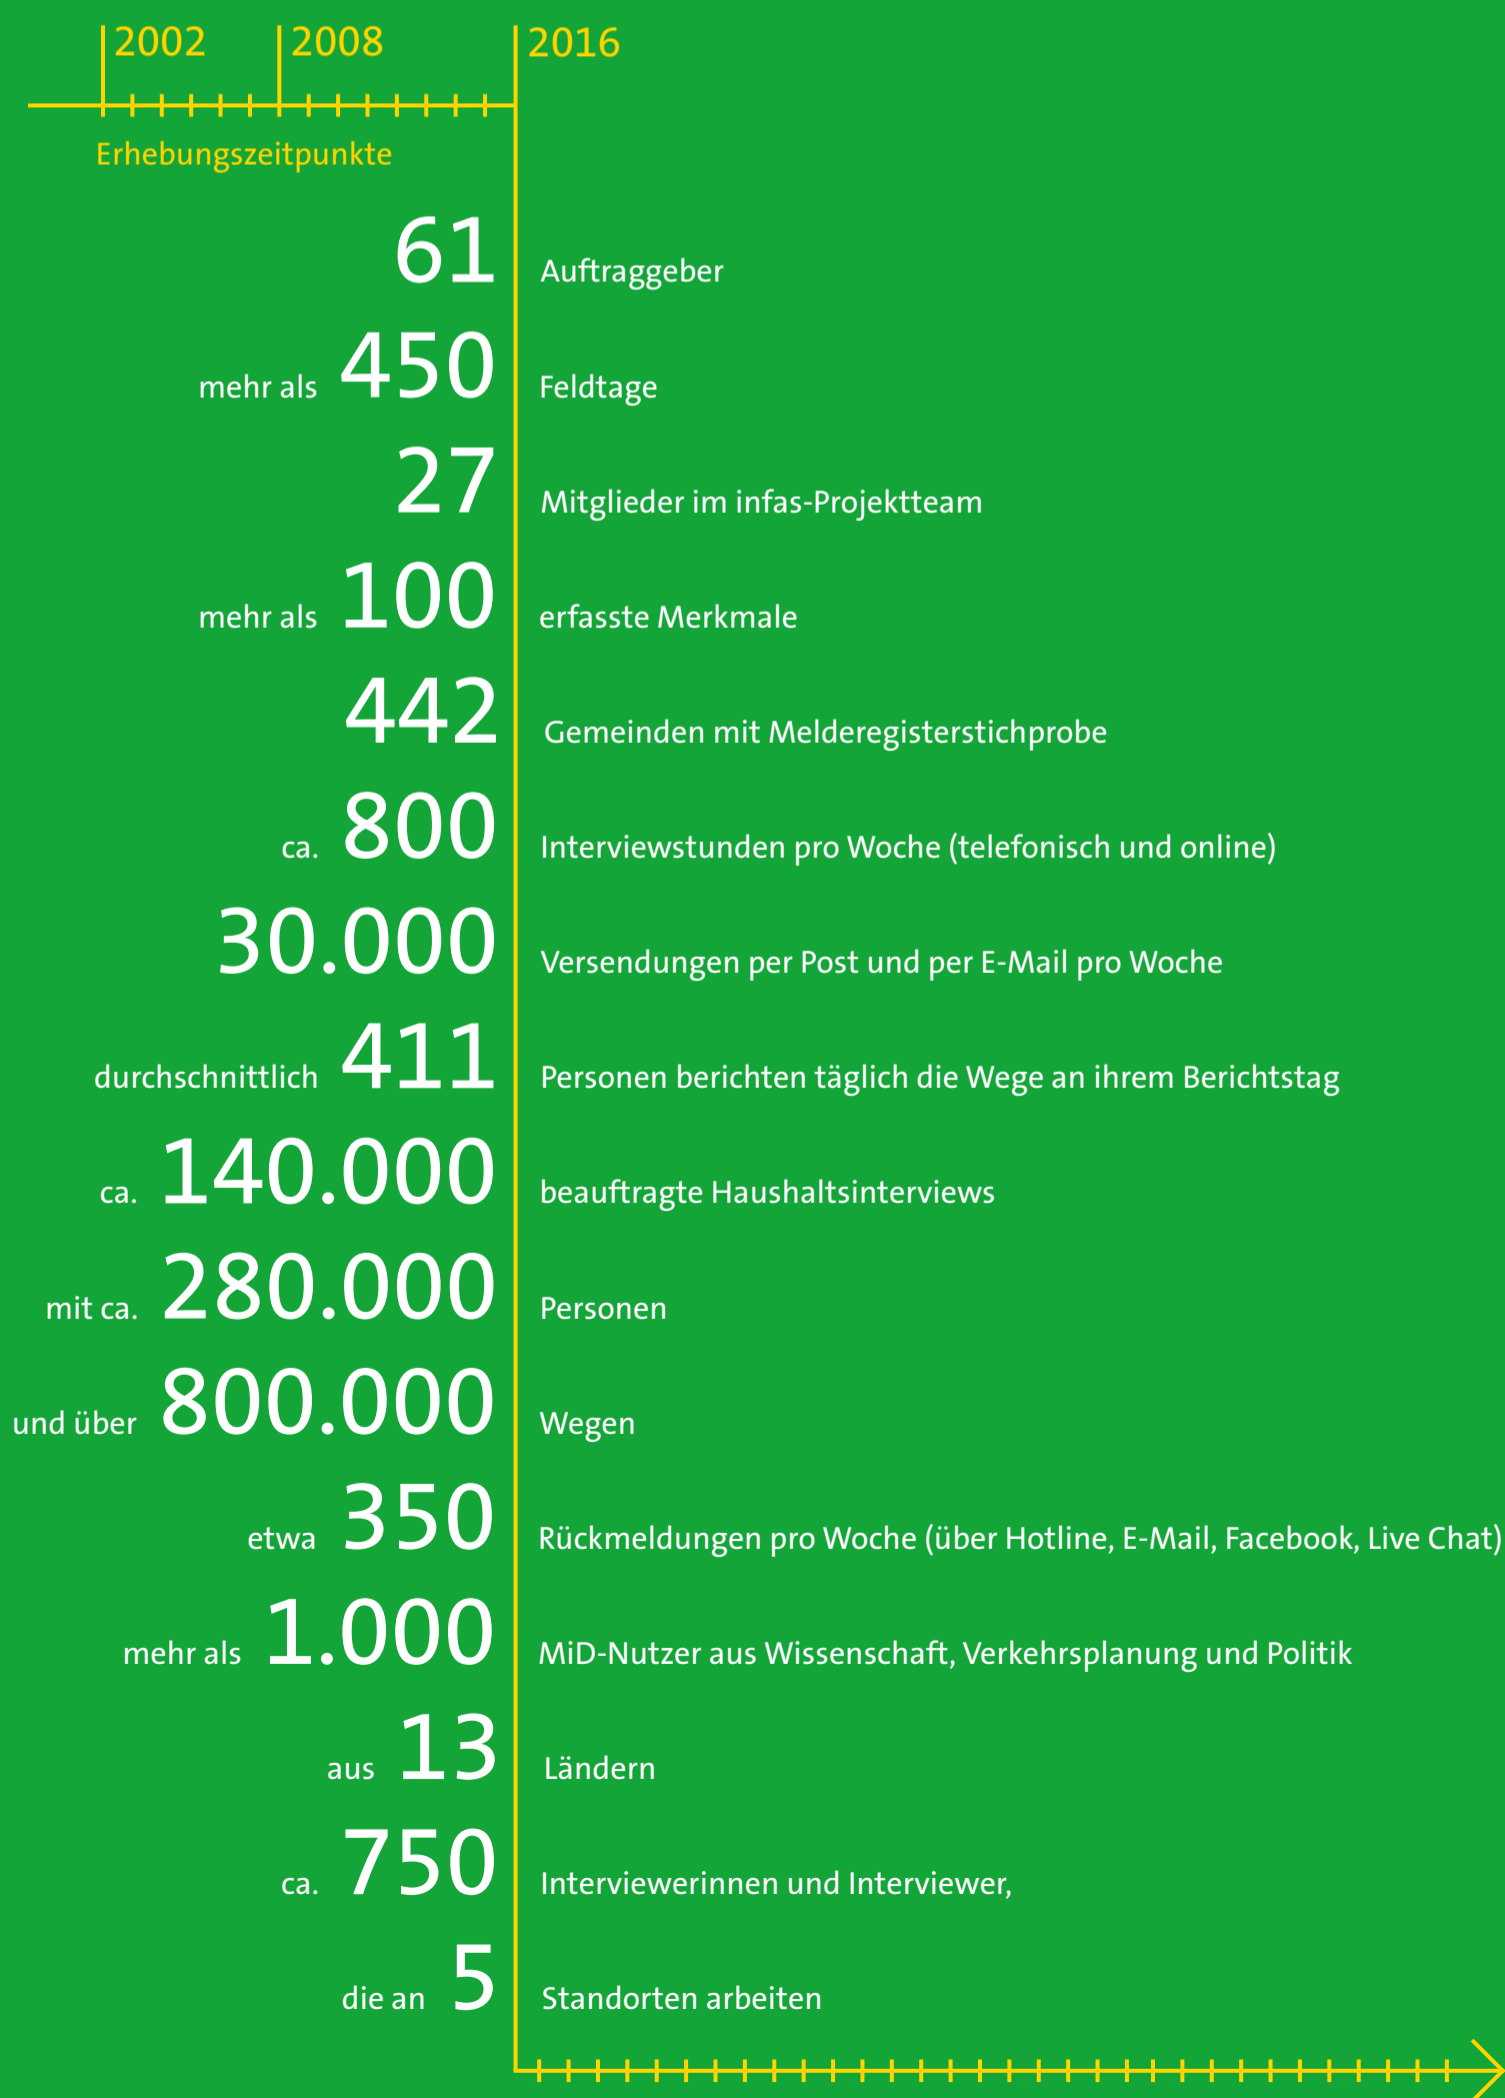 2002 2008 2016
Erhebungszeitpunkte
61 Auftraggeber
mehr als 450 Feldtage
27 Mitglieder im infas-Projektteam
mehr als 100 erfasste Merkmale
442 Gemeinden mit Melderegisterstichprobe
ca. 800 Interviewstunden pro Woche (telefonisch und online)
30.000 Versendungen per Post und per E-Mail pro Woche
durchschnittlich 411 Personen berichten täglich die Wege an ihrem Berichtstag
ca. 140.000 beauftragte Haushaltsinterviews
mit ca. 280.000 Personen
und über 800.000 Wegen
etwa 350 Rückmeldungen pro Woche (über Hotline, E-Mail, Facebook, Live Chat)
mehr als 1.000 MiD-Nutzer aus Wissenschaft, Verkehrsplanung und Politik
aus 13 Ländern
ca. 750 Interviewerinnen und Interviewer,
die an 5 Standorten arbeiten